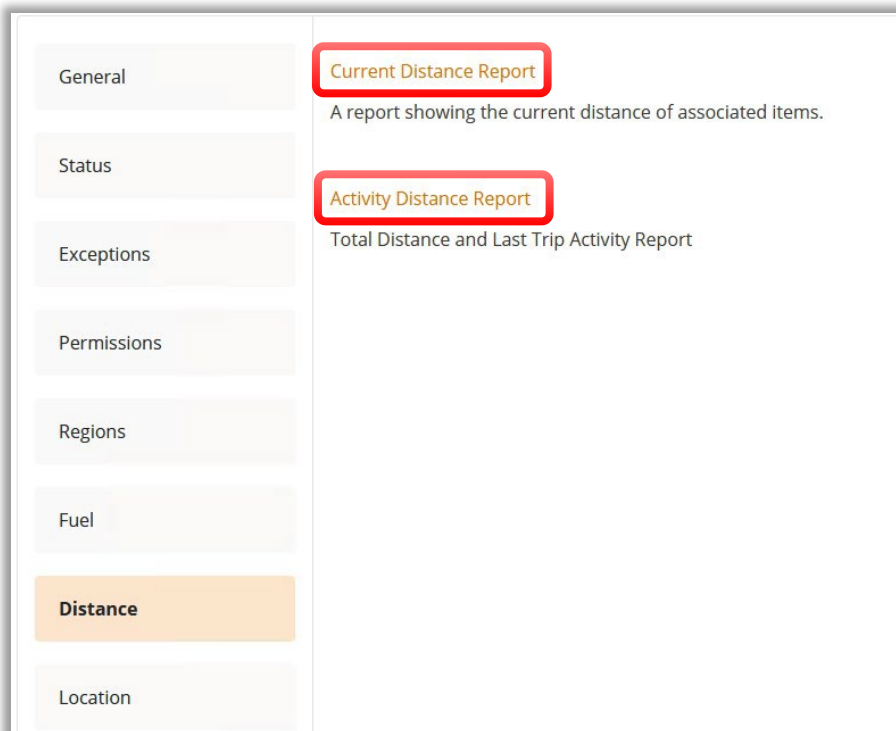 General
Status
Exceptions
Permissions
Regions
Fuel
Distance
Location
Current Distance Report
A report showing the current distance of associated items.
Activity Distance Report
Total Distance and Last Trip Activity Report